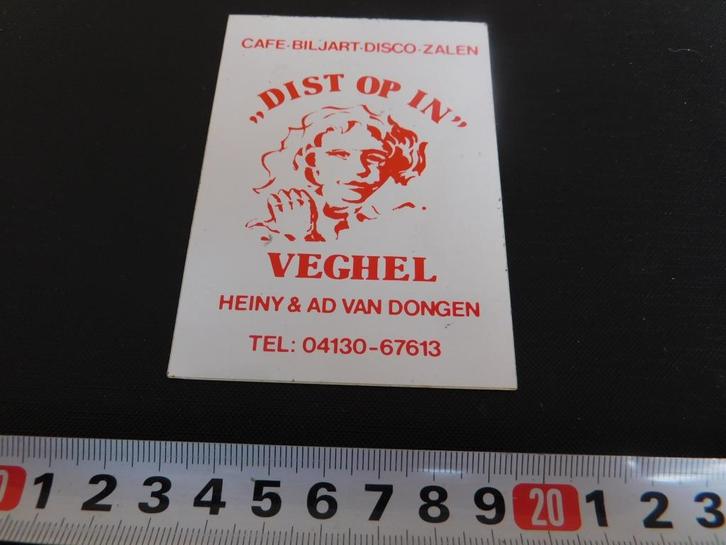 CAFE-BILJART-DISCO-ZALEN
„DIST OP IN”
VEGHEL
HEINY & AD VAN DONGEN
TEL: 04130-67613
1 2 3 4 5 6 7 8 9 20 1 2 3